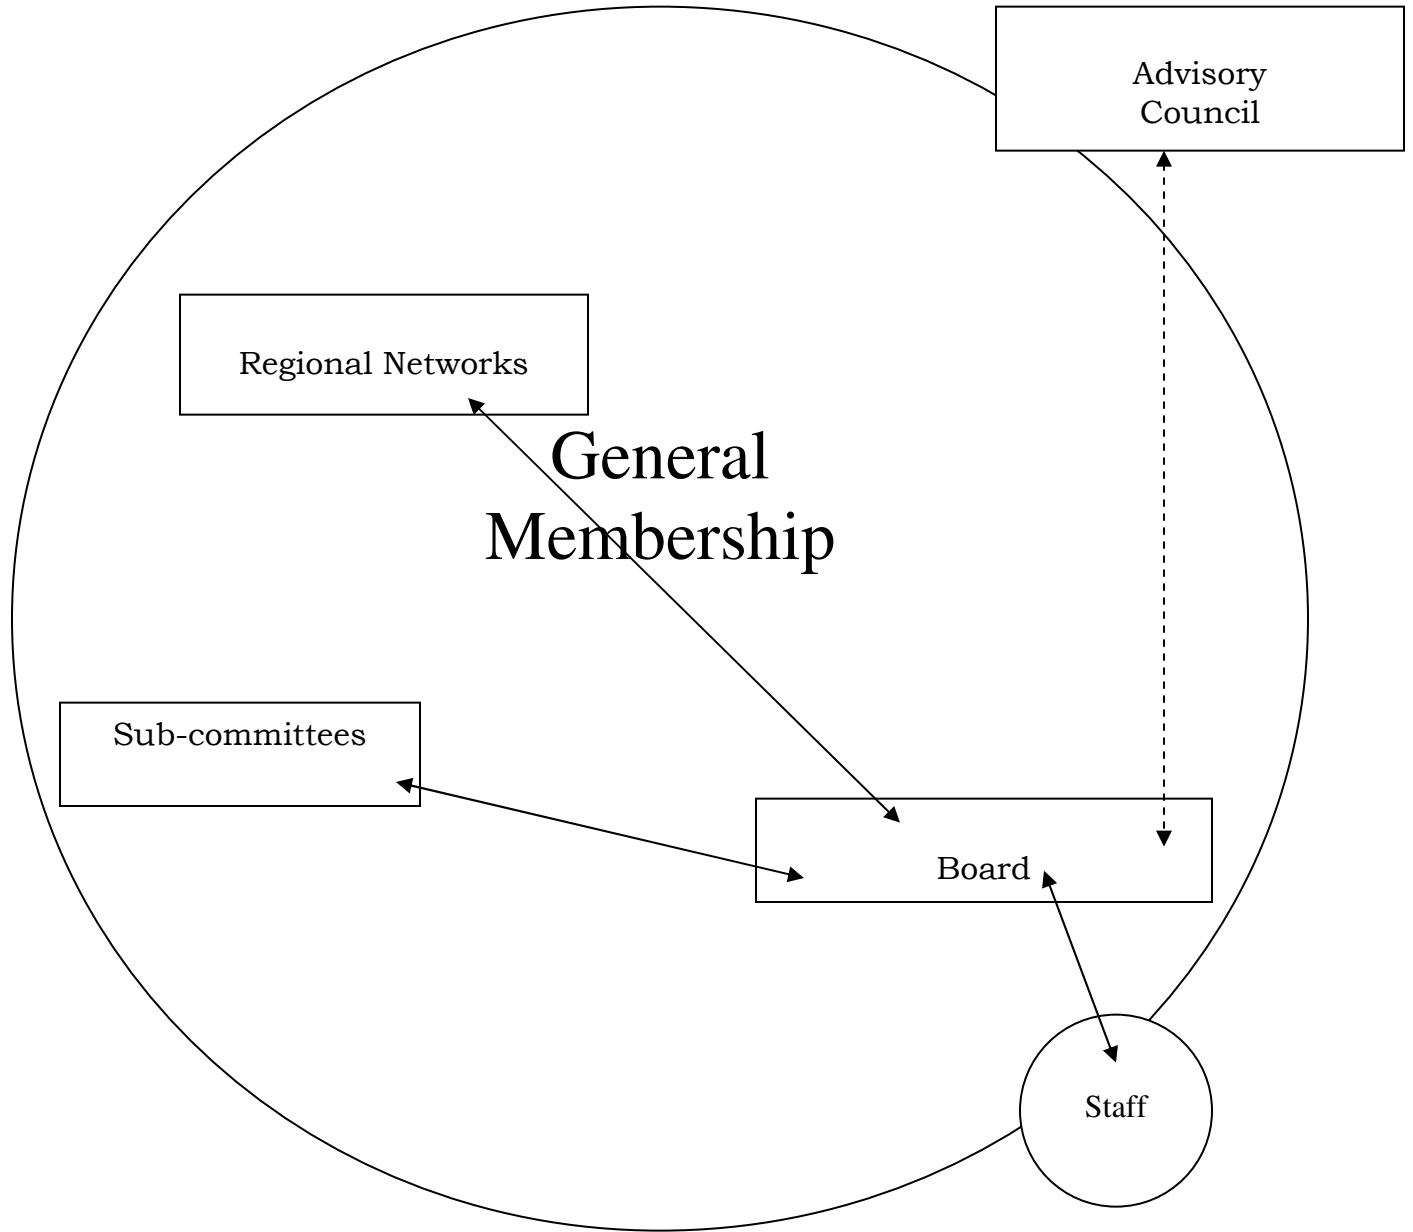 Advisory
Council
Regional Networks
General
Membership
Sub-committees
Board
Staff